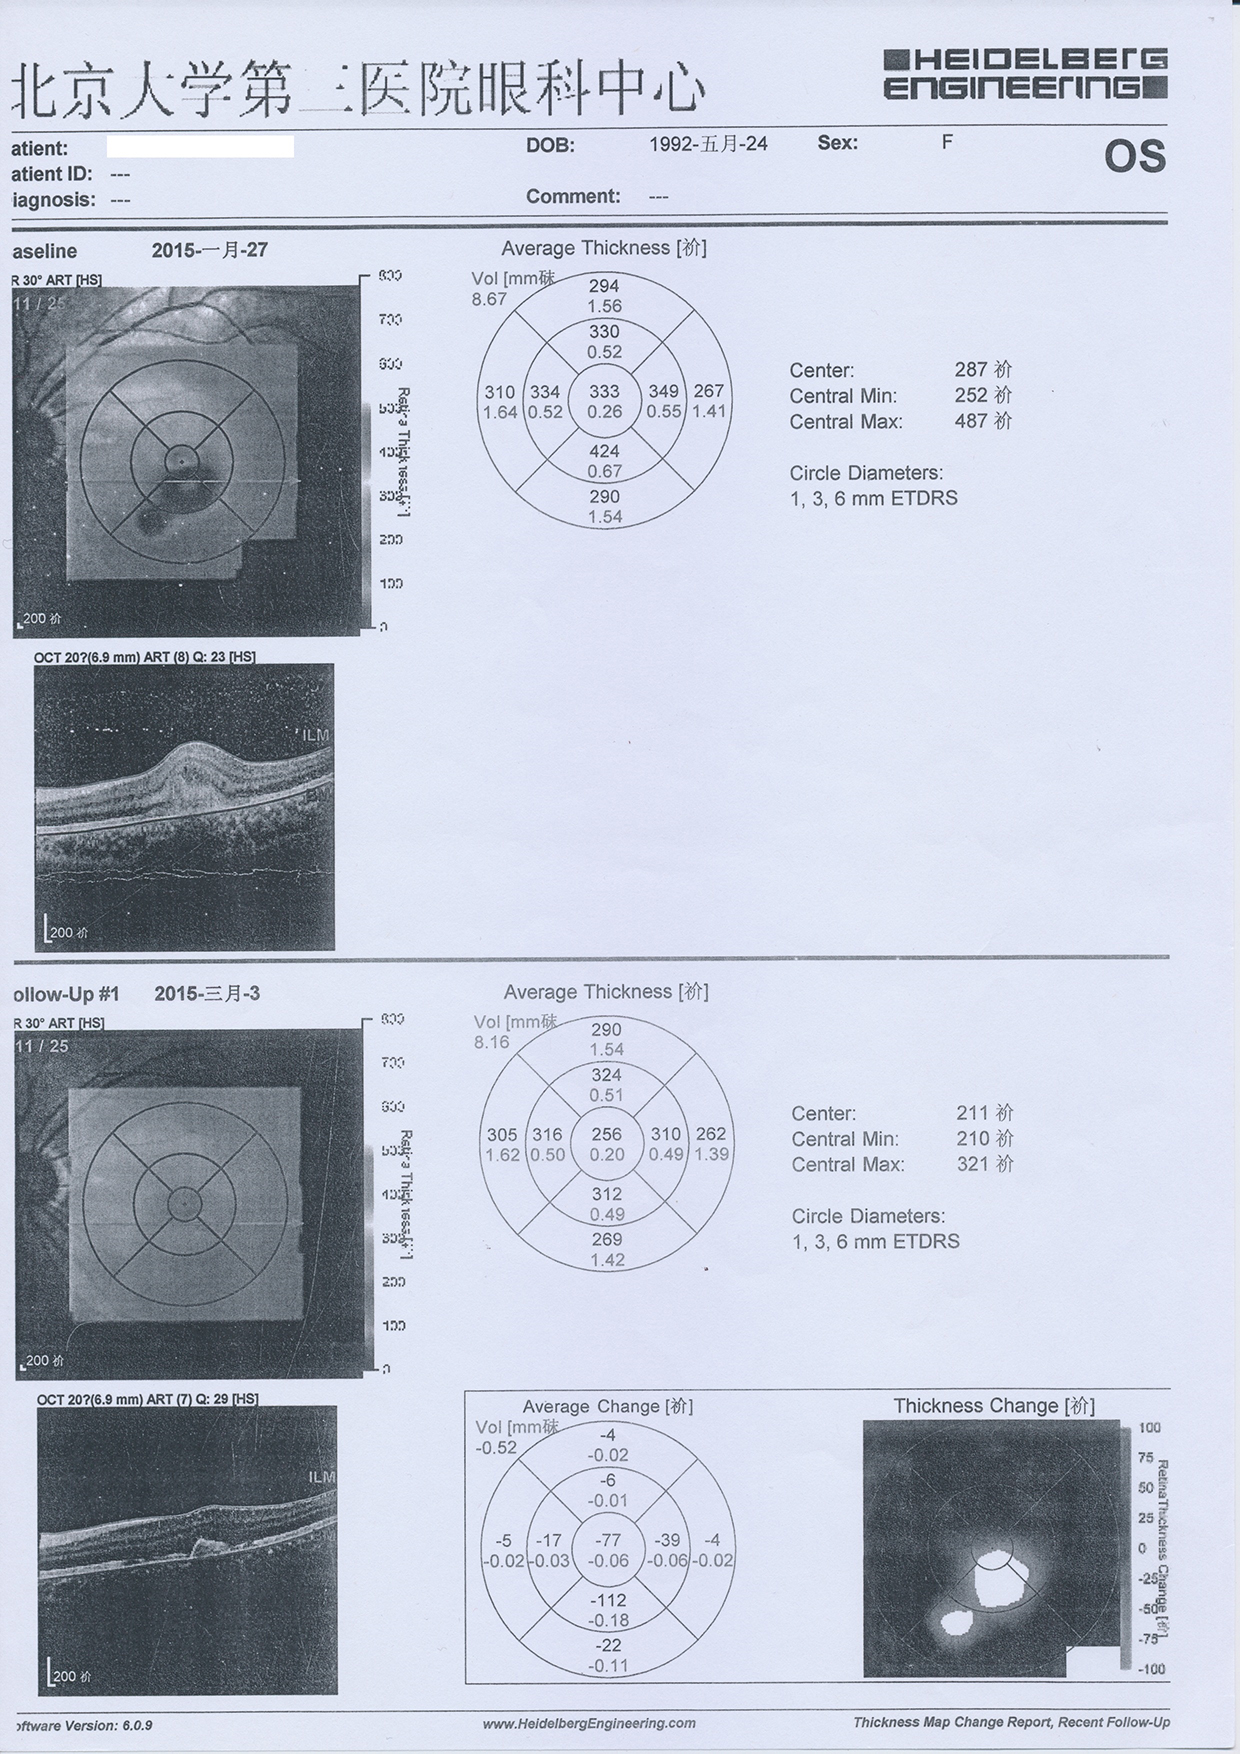 北京大学第三医院眼科中心
HEIDELBERG
ENGINEERING
atient:
DOB: 1992-五月-24 Sex: F
OS
atient ID: ---
iagnosis: ---
Comment: ---
aseline 2015-一月-27
R 30° ART [HS]
11 / 25
800
700
600
500
400
300
200
100
0
Retina Thickness
200 祄
Average Thickness [祄]
Vol [mm砞
8.67
294
1.56
330
0.52
310 334 333 349 267
1.64 0.52 0.26 0.55 1.41
424
0.67
290
1.54
Center: 287 祄
Central Min: 252 祄
Central Max: 487 祄
Circle Diameters:
1, 3, 6 mm ETDRS
OCT 20?(6.9 mm) ART (8) Q: 23 [HS]
ILM
BM
200 祄
ollow-Up #1 2015-三月-3
R 30° ART [HS]
11 / 25
800
700
600
500
400
300
200
100
0
Retina Thickness
200 祄
Average Thickness [祄]
Vol [mm砞
8.16
290
1.54
324
0.51
305 316 256 310 262
1.62 0.50 0.20 0.49 1.39
312
0.49
269
1.42
Center: 211 祄
Central Min: 210 祄
Central Max: 321 祄
Circle Diameters:
1, 3, 6 mm ETDRS
OCT 20?(6.9 mm) ART (7) Q: 29 [HS]
ILM
200 祄
Average Change [祄]
Vol [mm砞
-0.52
-4
-0.02
-6
-0.01
-5 -17 -77 -39 -4
-0.02 -0.03 -0.06 -0.06 -0.02
-112
-0.18
-22
-0.11
Thickness Change [祄]
100
75
50
25
0
-25
-50
-75
-100
Retina Thickness Change [祄]
oftware Version: 6.0.9
www.HeidelbergEngineering.com
Thickness Map Change Report, Recent Follow-Up